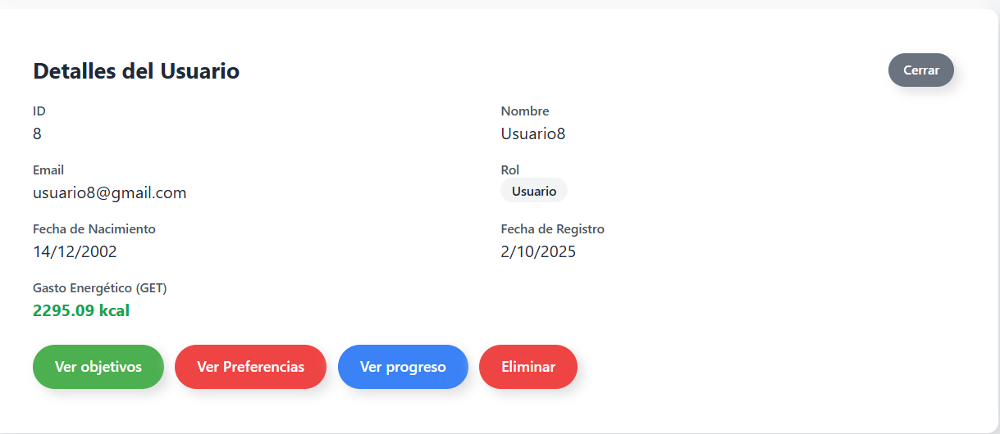 Detalles del Usuario
Cerrar
ID
Nombre
8
Usuario8
Email
Rol
usuario8@gmail.com
Usuario
Fecha de Nacimiento
Fecha de Registro
14/12/2002
2/10/2025
Gasto Energético (GET)
2295.09 kcal
Ver objetivos
Ver Preferencias
Ver progreso
Eliminar